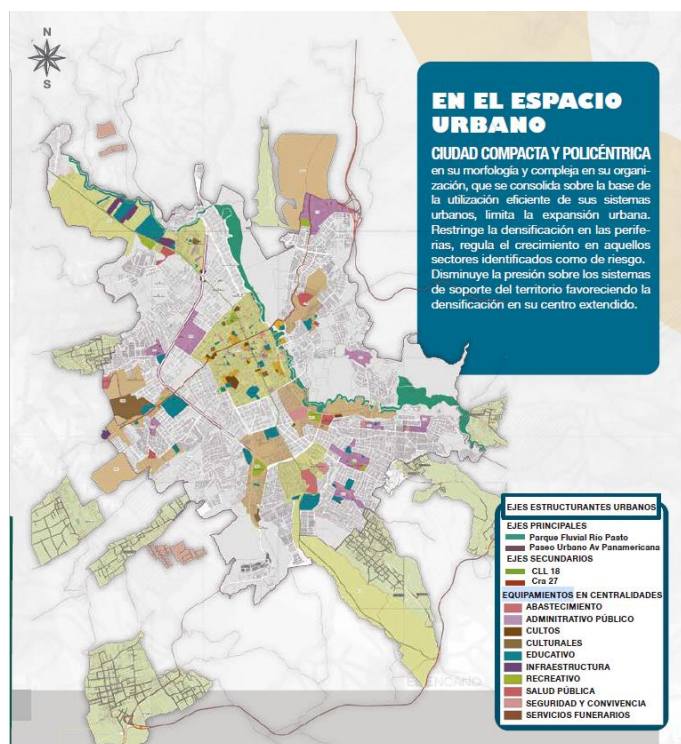 N
S
EN EL ESPACIO
URBANO
CIUDAD COMPACTA Y POLICÉNTRICA
en su morfología y compleja en su organi-
zación, que se consolida sobre la base de
la utilización eficiente de sus sistemas
urbanos, limita la expansión urbana.
Restringe la densificación en las perife-
rias, regula el crecimiento en aquellos
sectores identificados como de riesgo.
Disminuye la presión sobre los sistemas
de soporte del territorio favoreciendo la
densificación en su centro extendido.
EJES ESTRUCTURANTES URBANOS
EJES PRINCIPALES
Parque Fluvial Rio Pasto
Paseo Urbano Av Panamericana
EJES SECUNDARIOS
CLL 18
Cra 27
EQUIPAMIENTOS EN CENTRALIDADES
ABASTECIMIENTO
ADMINITRATIVO PÚBLICO
CULTOS
CULTURALES
EDUCATIVO
INFRAESTRUCTURA
RECREATIVO
SALUD PÚBLICA
SEGURIDAD Y CONVIVENCIA
SERVICIOS FUNERARIOS
EL ENCANO